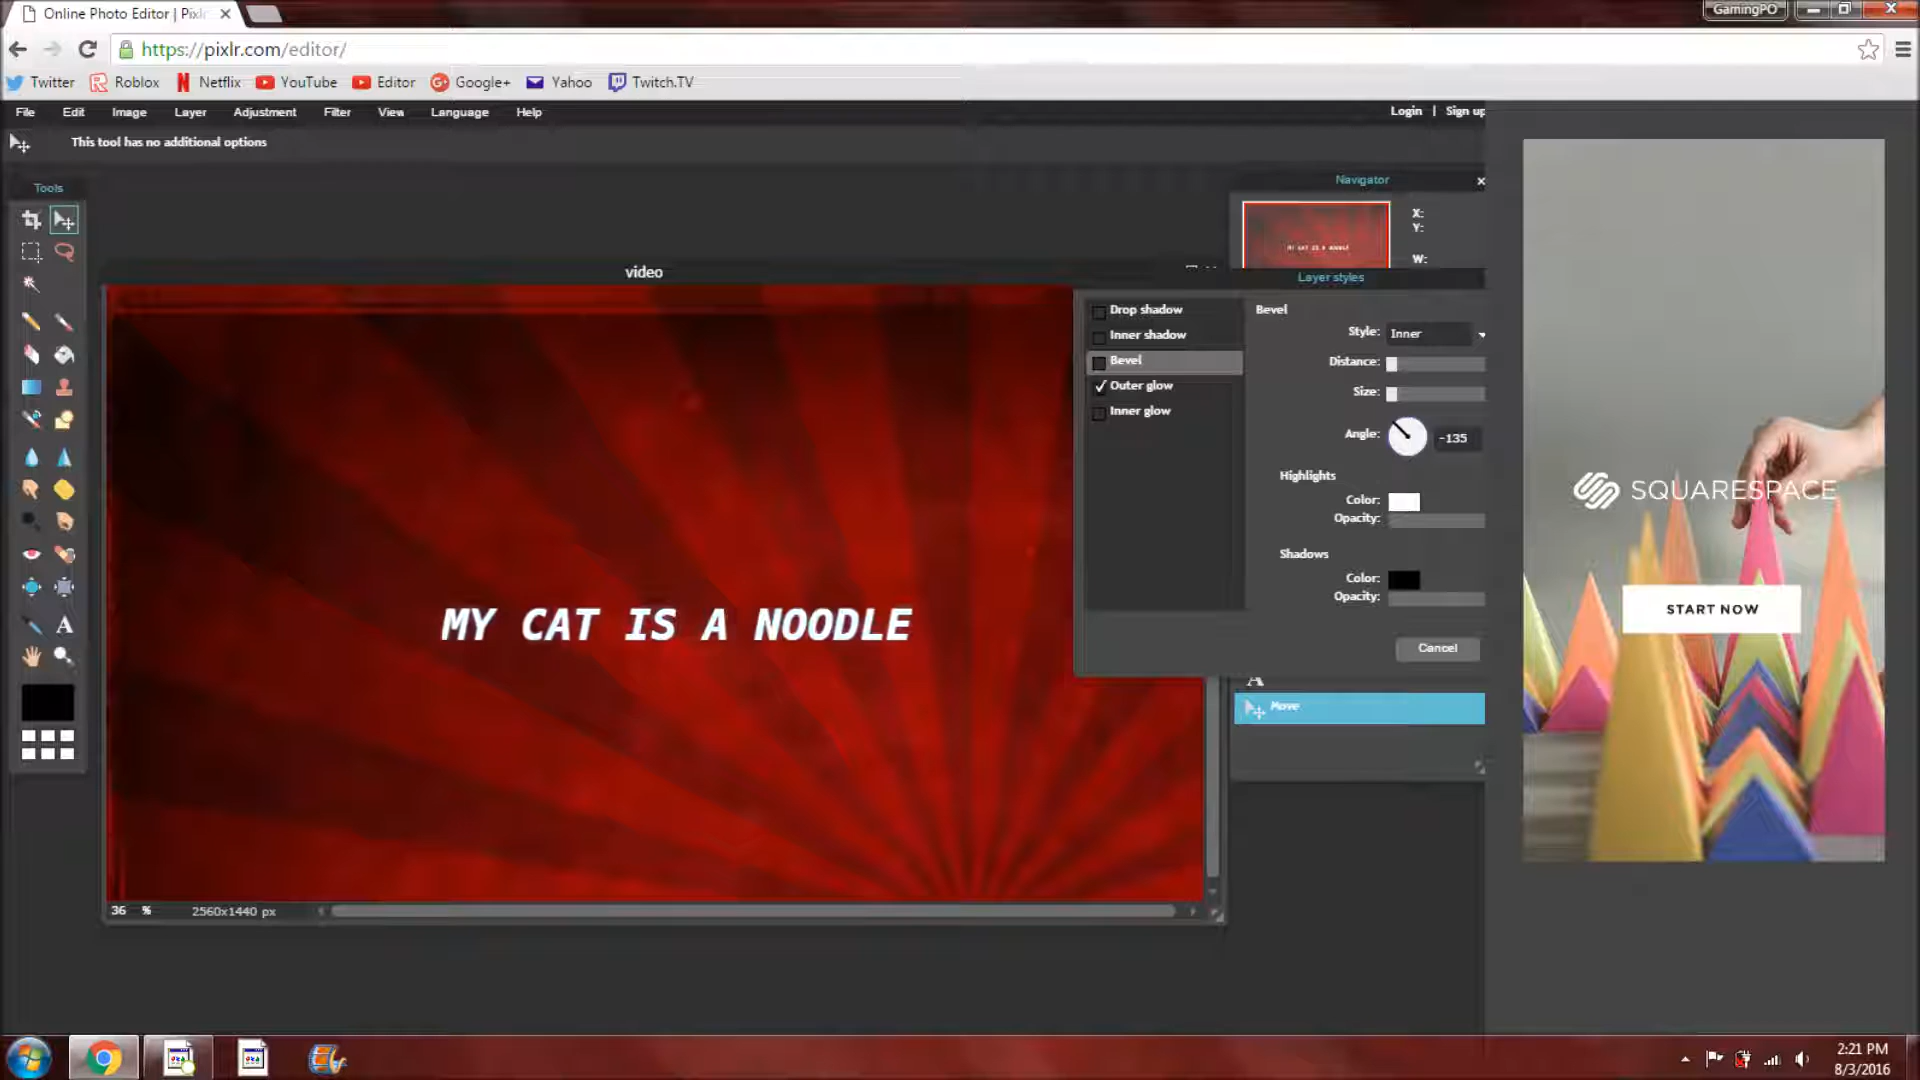 Online Photo Editor | Pixlr
GamingPO
https://pixlr.com/editor/
Twitter
Roblox
Netflix
YouTube
Editor
Google+
Yahoo
Twitch.TV
File
Edit
Image
Layer
Adjustment
Filter
View
Language
Help
Login | Sign up
This tool has no additional options
Tools
Navigator
X:
Y:
W:
MY CAT IS A NOODLE
video
Layer styles
Drop shadow
Inner shadow
Bevel
Outer glow
Inner glow
Bevel
Style: Inner
Distance:
Size:
Angle: -135
Highlights
Color:
Opacity:
Shadows
Color:
Opacity:
Cancel
MY CAT IS A NOODLE
A
A
Move
36 %
2560x1440 px
SQUARESPACE
START NOW
2:21 PM
8/3/2016